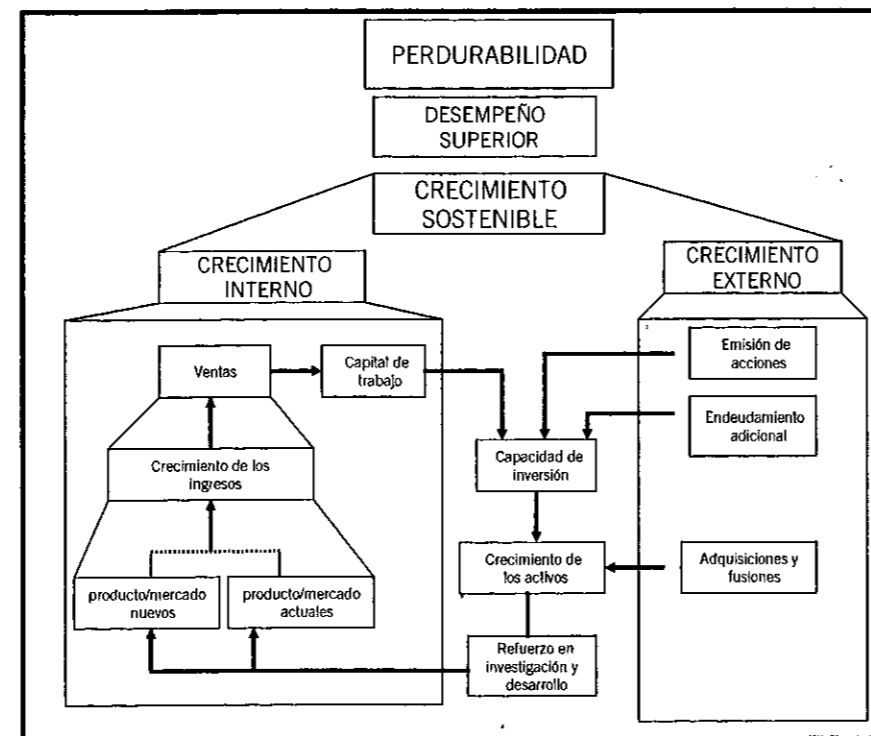 PERDURABILIDAD
DESEMPEÑO
SUPERIOR
CRECIMIENTO
SOSTENIBLE
CRECIMIENTO
INTERNO
CRECIMIENTO
EXTERNO
Ventas
Capital de
trabajo
Emisión de
acciones
Endeudamiento
adicional
Crecimiento de los
ingresos
Capacidad de
inversión
Crecimiento de
los activos
Adquisiciones y
fusiones
producto/mercado
nuevos
producto/mercado
actuales
Refuerzo en
investigación y
desarrollo